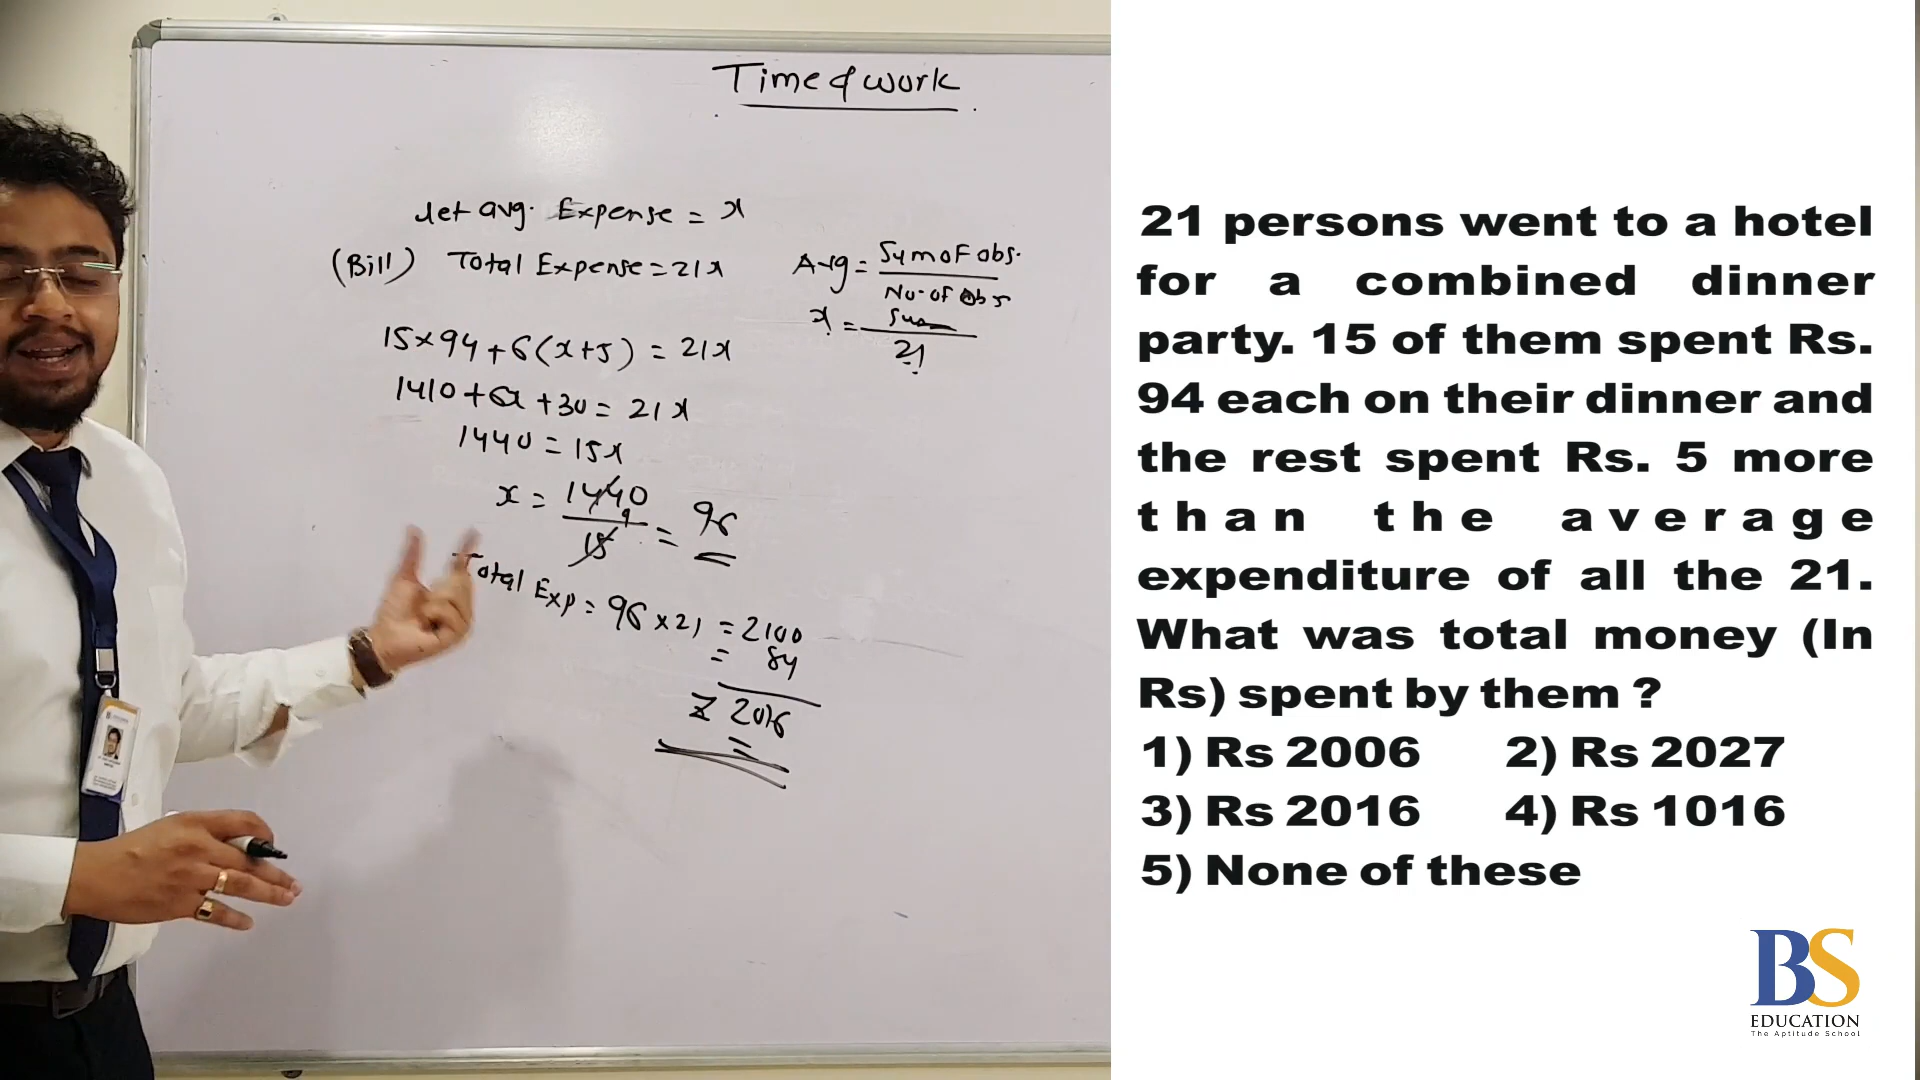 Time & work
let avg. Expense = x
(Bill) Total Expense = 21x
Avg = Sum of obs.
No. of Obs
x = Sum
21
15×94 + 6(x+5) = 21x
1410 + 6x + 30 = 21x
1440 = 15x
x = 1440
9
15
= 96
Total Exp = 96 × 21 = 2100
= 84
2016
=
21 persons went to a hotel
for a combined dinner
party. 15 of them spent Rs.
94 each on their dinner and
the rest spent Rs. 5 more
than the average
expenditure of all the 21.
What was total money (In
Rs) spent by them ?
1) Rs 2006 2) Rs 2027
3) Rs 2016 4) Rs 1016
5) None of these
BS
EDUCATION
The Aptitude School